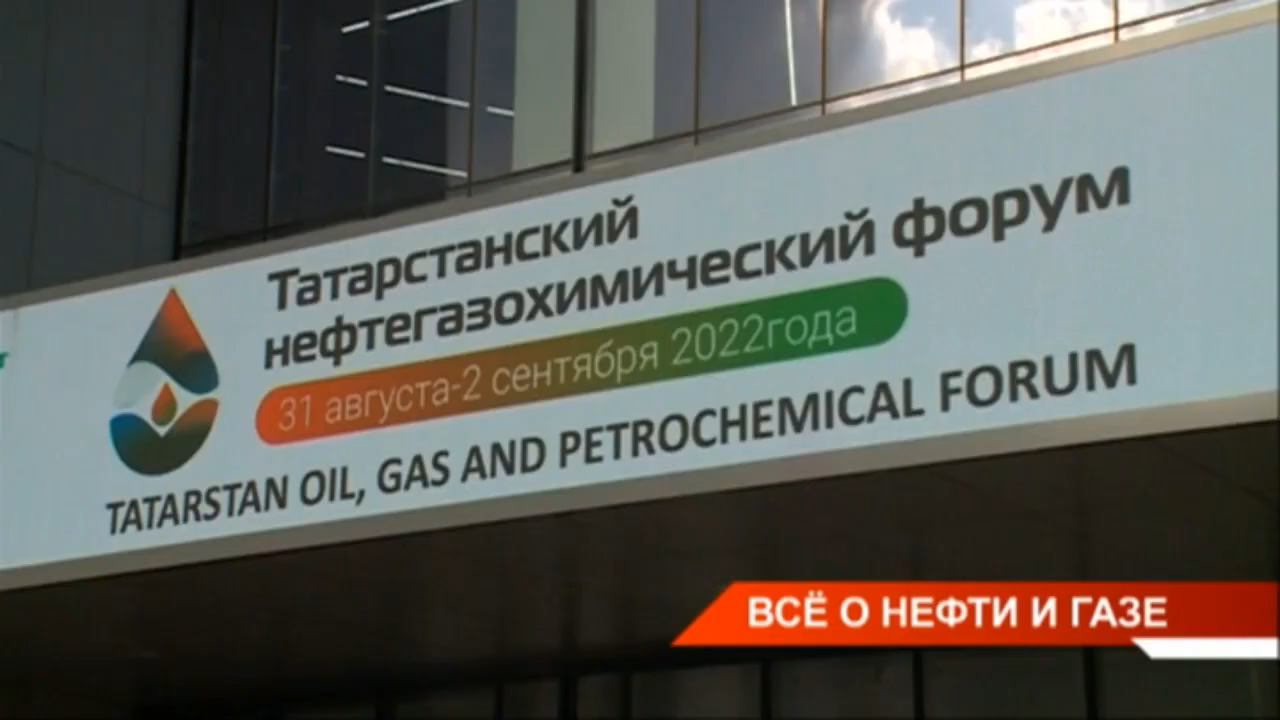 Татарстанский
нефтегазохимический форум
31 августа-2 сентября 2022года
TATARSTAN OIL, GAS AND PETROCHEMICAL FORUM
ВСЁ О НЕФТИ И ГАЗЕ